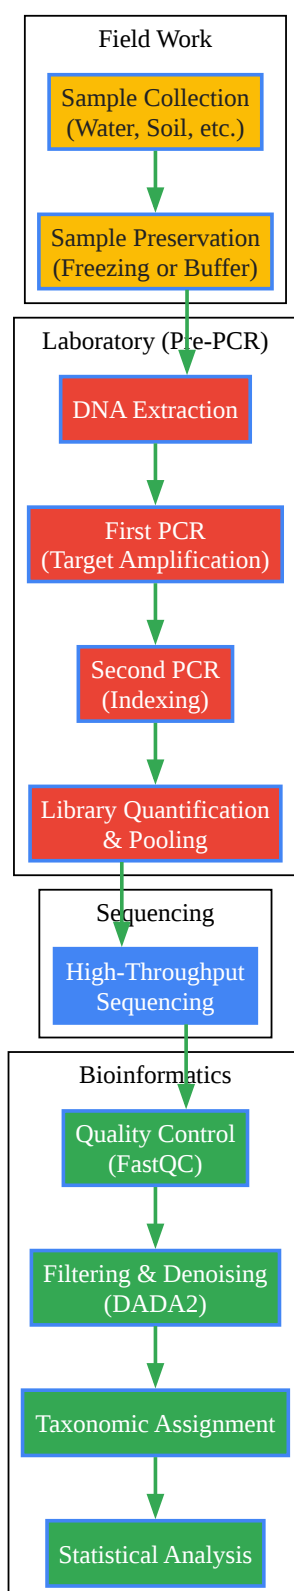 Field Work
Sample Collection
(Water, Soil, etc.)
Sample Preservation
(Freezing or Buffer)
Laboratory (Pre-PCR)
DNA Extraction
First PCR
(Target Amplification)
Second PCR
(Indexing)
Library Quantification
& Pooling
Sequencing
High-Throughput
Sequencing
Bioinformatics
Quality Control
(FastQC)
Filtering & Denoising
(DADA2)
Taxonomic Assignment
Statistical Analysis